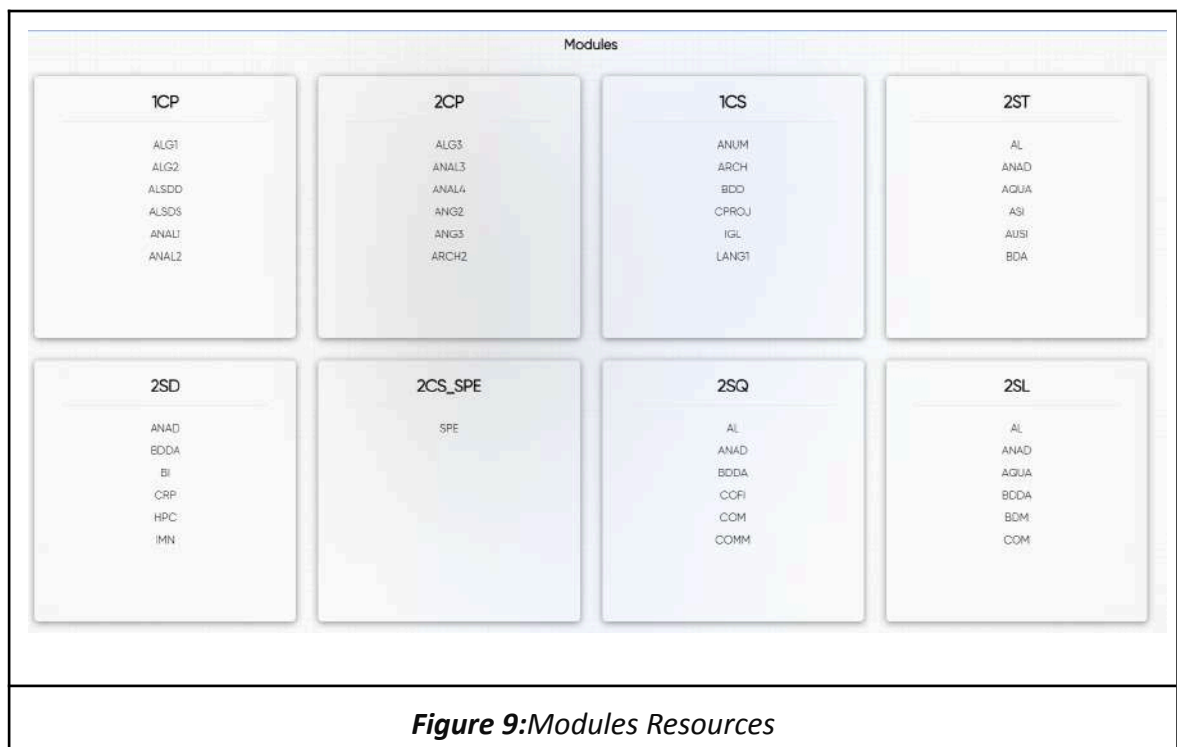 Modules
1CP
ALG1
ALG2
ALSDD
ALSDS
ANAL1
ANAL2
2CP
ALG3
ANAL3
ANAL4
ANG2
ANG3
ARCH2
1CS
ANUM
ARCH
BDD
CPROJ
IGL
LANG1
2ST
AL
ANAD
AQUA
ASI
AUSI
BDA
2SD
ANAD
BDDA
BI
CRP
HPC
IMN
2CS_SPE
SPE
2SQ
AL
ANAD
BDDA
COFI
COM
COMM
2SL
AL
ANAD
AQUA
BDDA
BDM
COM
Figure 9:Modules Resources